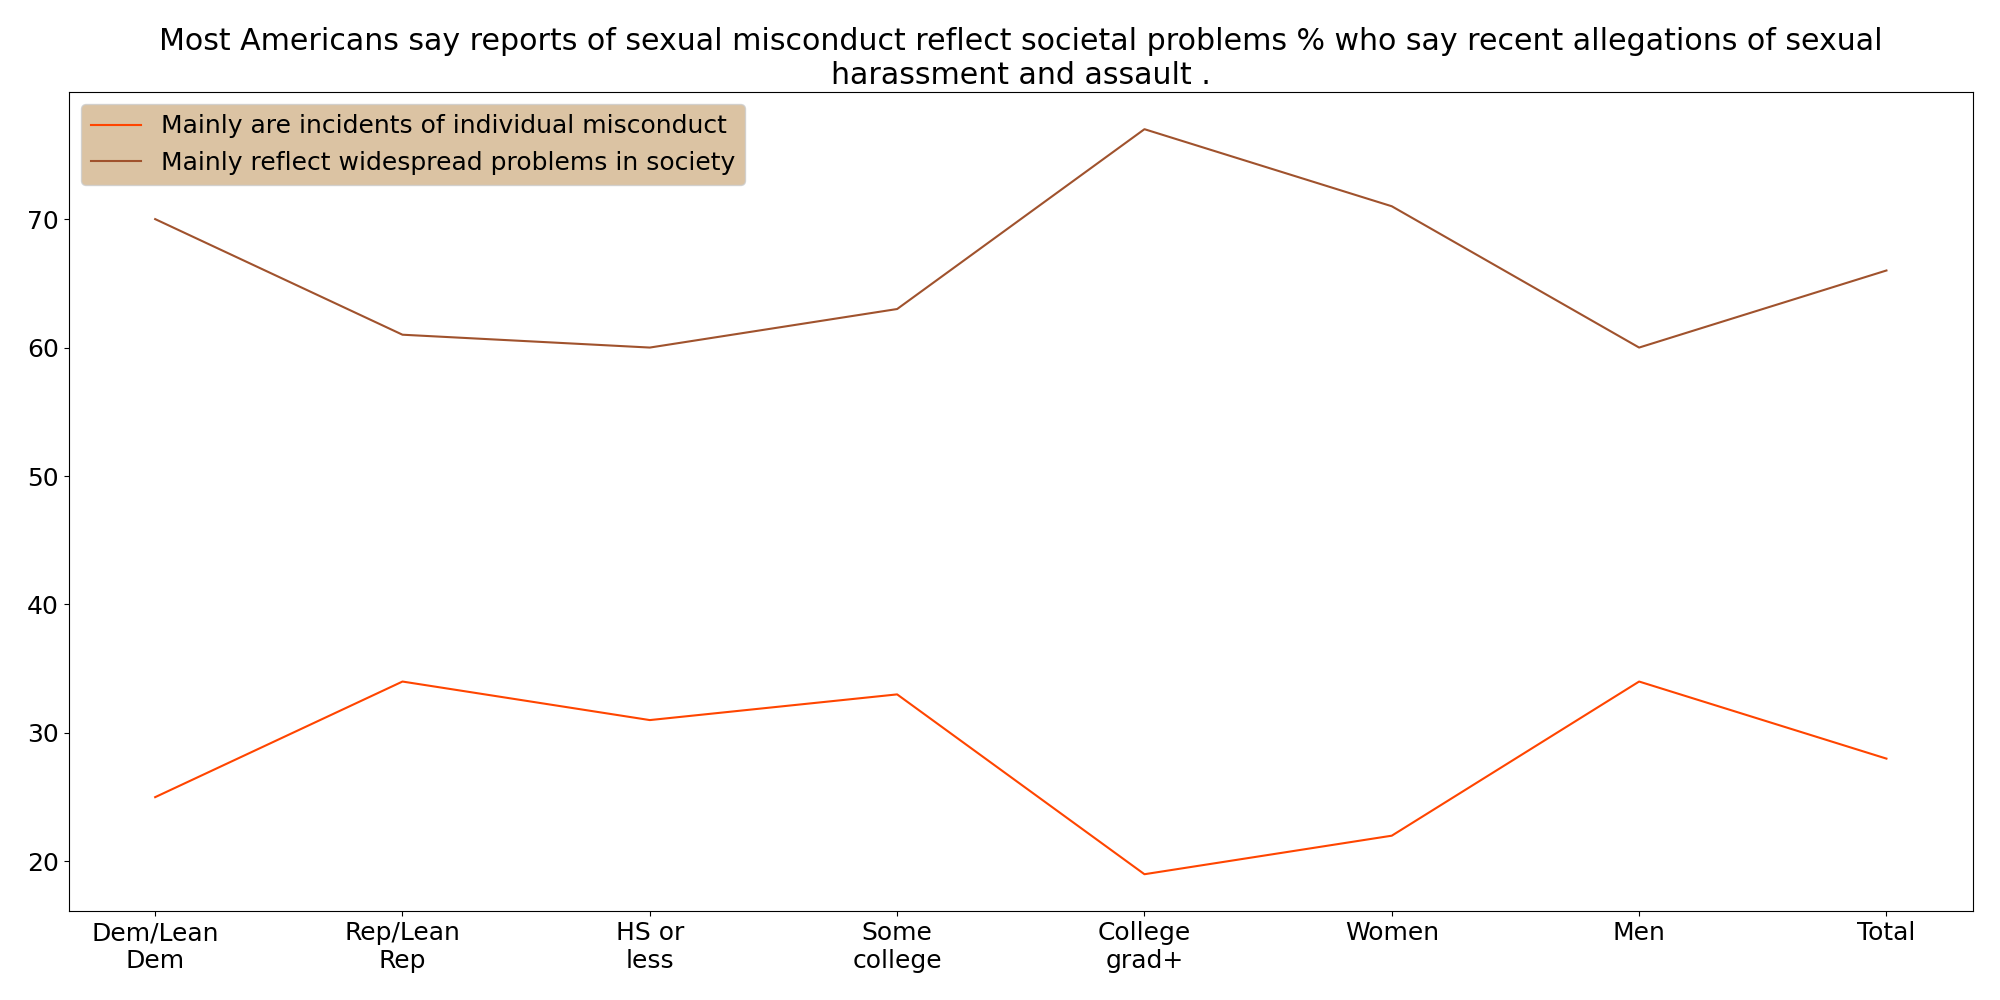 Most Americans say reports of sexual misconduct reflect societal problems % who say recent allegations of sexual
harassment and assault .
Mainly are incidents of individual misconduct
Mainly reflect widespread problems in society
70
60
50
40
30
20
Dem/Lean
Dem
Rep/Lean
Rep
HS or
less
Some
college
College
grad+
Women
Men
Total